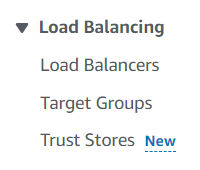 Load Balancing
Load Balancers
Target Groups
Trust Stores New